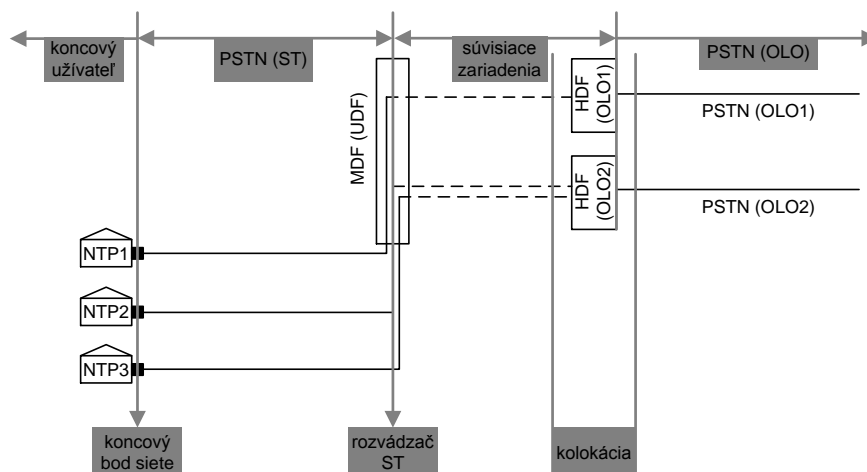 koncový
užívateľ
PSTN (ST)
súvisiace
zariadenia
PSTN (OLO)
MDF (UDF)
HDF
(OLO1)
PSTN (OLO1)
HDF
(OLO2)
PSTN (OLO2)
NTP1
NTP2
NTP3
koncový
bod siete
rozvádzač
ST
kolokácia